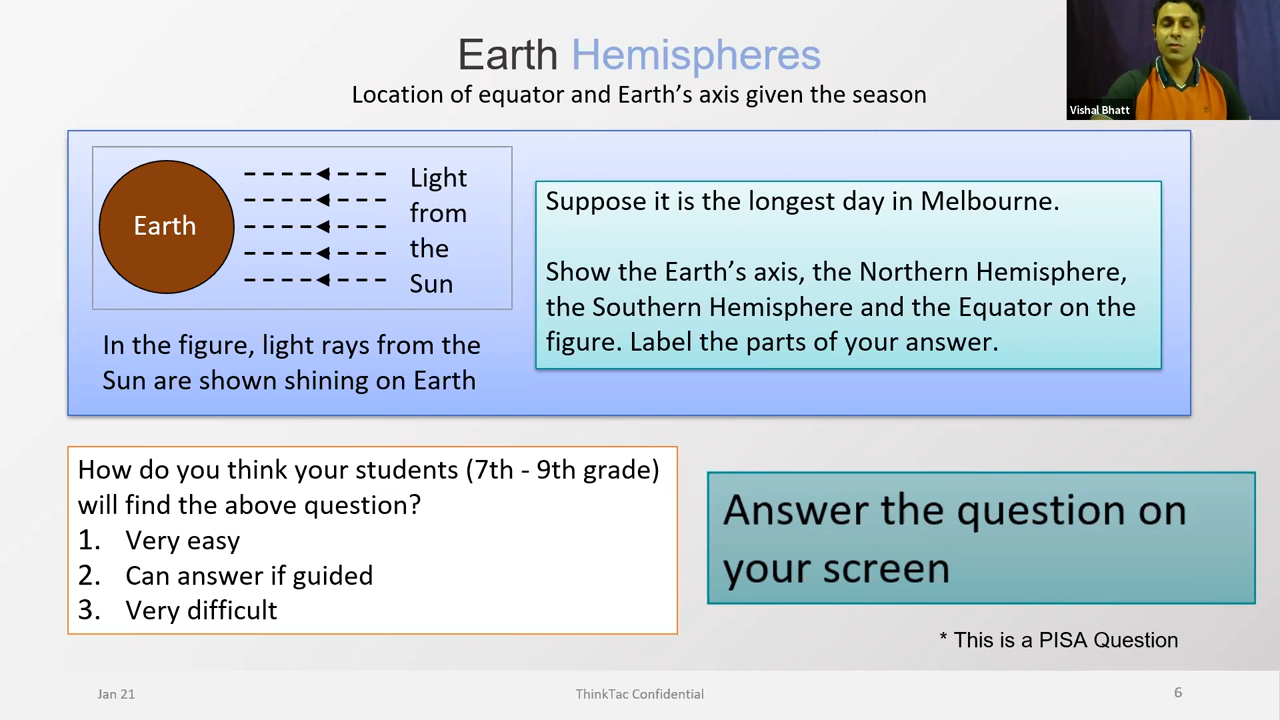 Earth Hemispheres
Location of equator and Earth's axis given the season
Vishal Bhatt
Earth
Light
from
the
Sun
In the figure, light rays from the
Sun are shown shining on Earth
Suppose it is the longest day in Melbourne.
Show the Earth's axis, the Northern Hemisphere,
the Southern Hemisphere and the Equator on the
figure. Label the parts of your answer.
How do you think your students (7th - 9th grade)
will find the above question?
1. Very easy
2. Can answer if guided
3. Very difficult
Answer the question on
your screen
* This is a PISA Question
Jan 21
ThinkTac Confidential
6